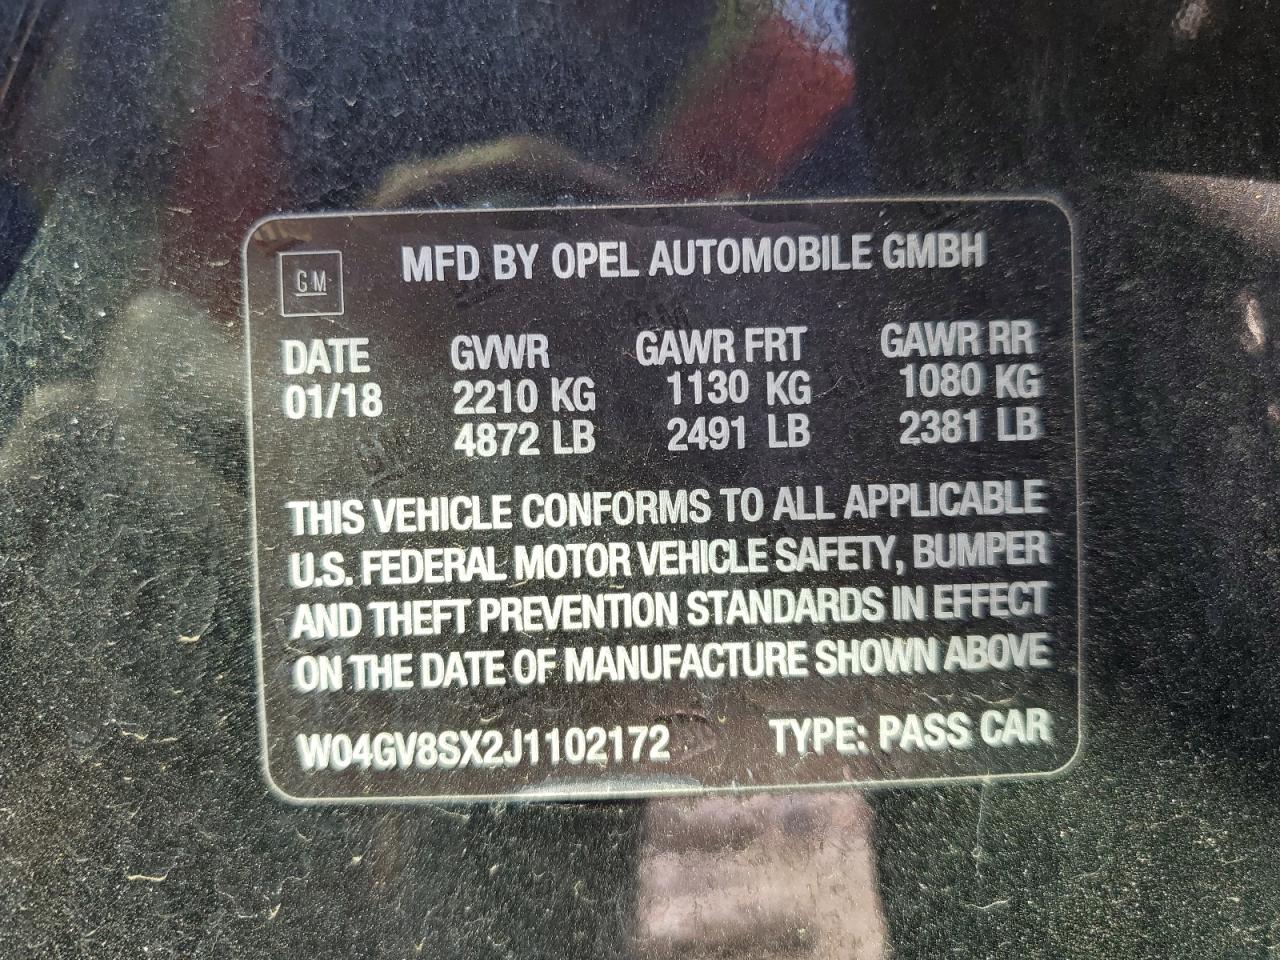 GM
MFD BY OPEL AUTOMOBILE GMBH
DATE GVWR GAWR FRT GAWR RR
01/18 2210 KG 1130 KG 1080 KG
4872 LB 2491 LB 2381 LB
THIS VEHICLE CONFORMS TO ALL APPLICABLE
U.S. FEDERAL MOTOR VEHICLE SAFETY, BUMPER
AND THEFT PREVENTION STANDARDS IN EFFECT
ON THE DATE OF MANUFACTURE SHOWN ABOVE
W04GV8SX2J1102172 TYPE: PASS CAR